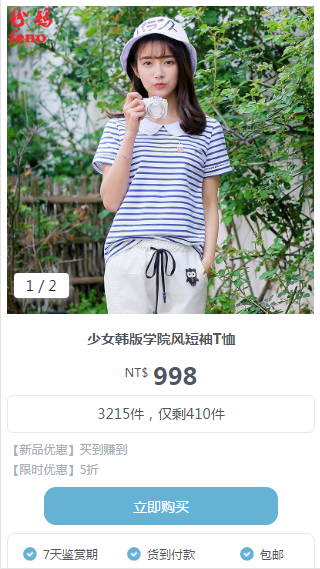 feno
バランス
1 / 2
少女韩版学院风短袖T恤
NT$ 998
3215件，仅剩410件
【新品优惠】买到赚到
【限时优惠】5折
立即购买
7天鉴赏期 货到付款 包邮